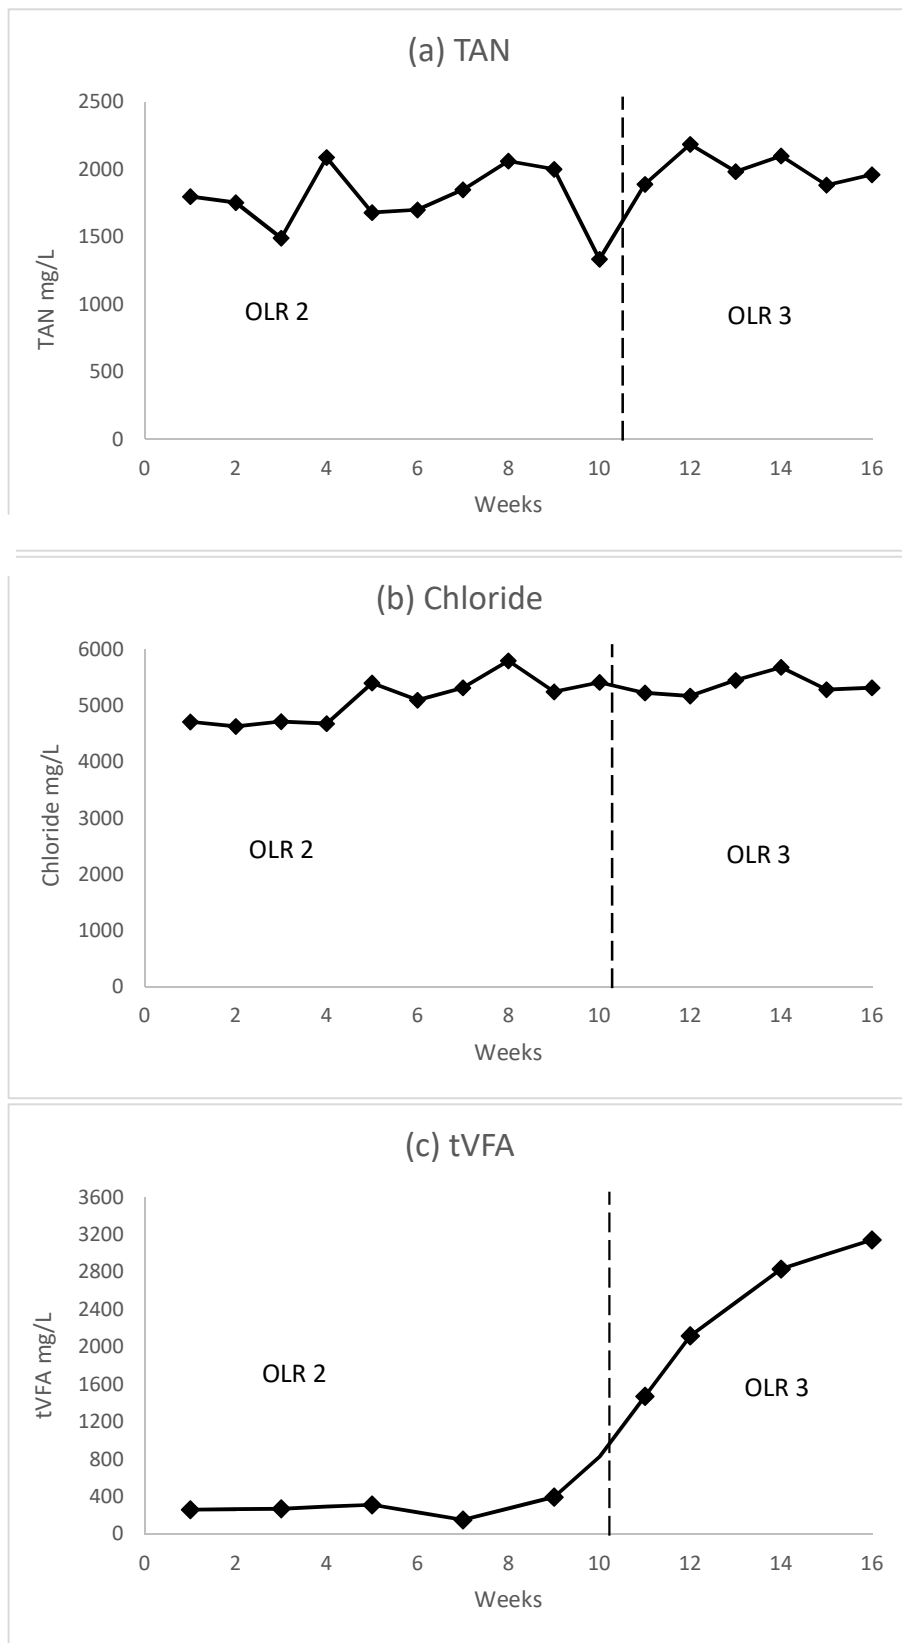 (a) TAN
2500
2000
1500
1000
500
0
TAN mg/L
OLR 2
OLR 3
0 2 4 6 8 10 12 14 16
Weeks
(b) Chloride
6000
5000
4000
3000
2000
1000
0
Chloride mg/L
OLR 2
OLR 3
0 2 4 6 8 10 12 14 16
Weeks
(c) tVFA
3600
3200
2800
2400
2000
1600
1200
800
400
0
tVFA mg/L
OLR 2
OLR 3
0 2 4 6 8 10 12 14 16
Weeks